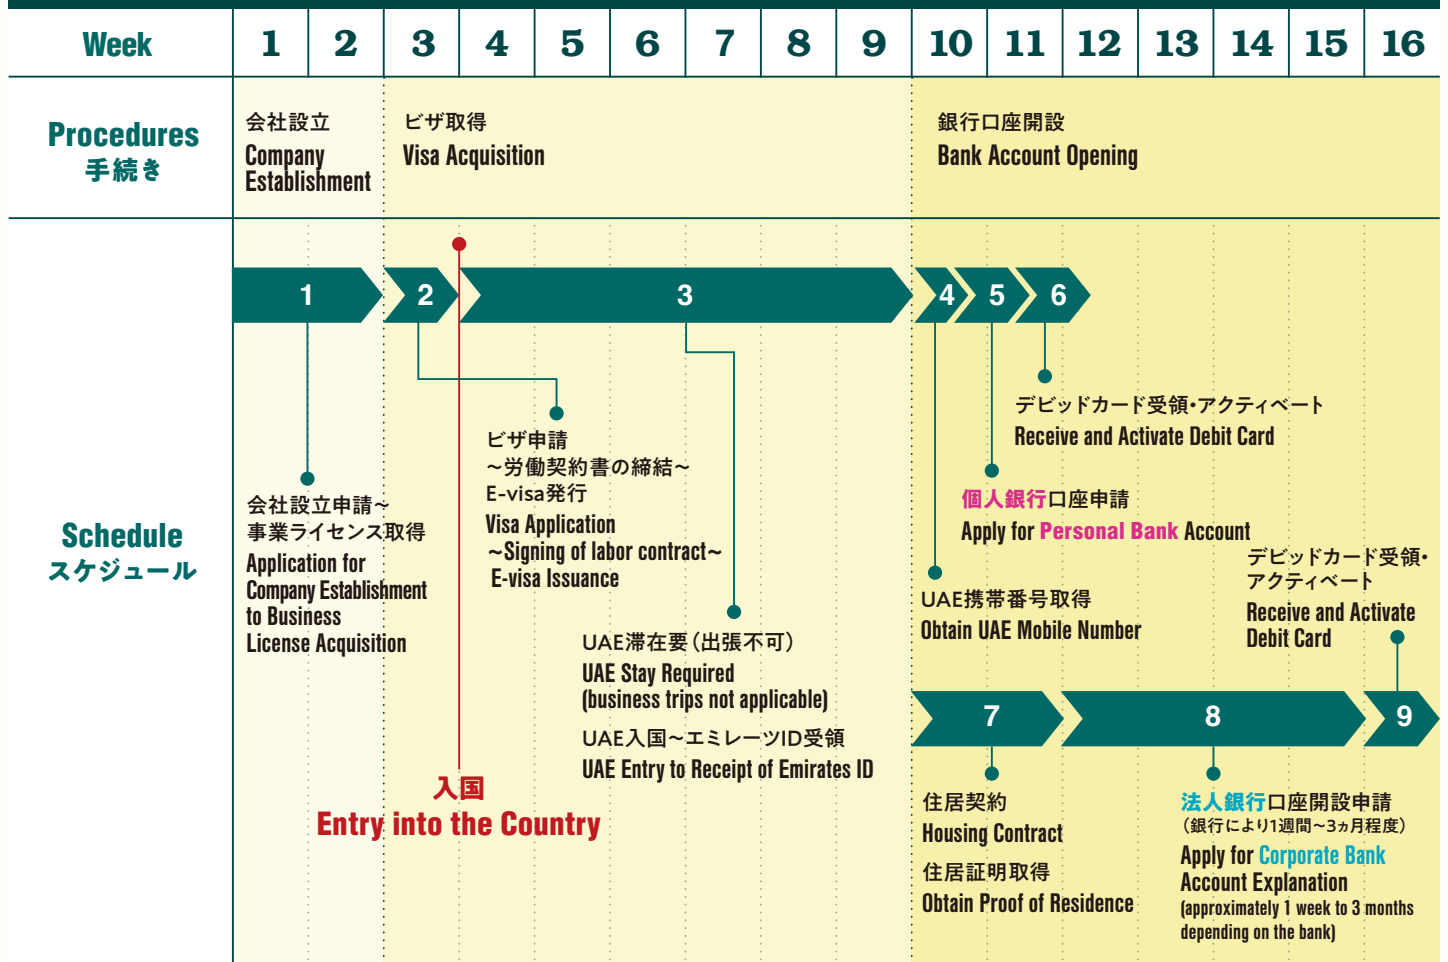 Week 1 2 3 4 5 6 7 8 9 10 11 12 13 14 15 16
Procedures
手続き
会社設立
Company
Establishment
ビザ取得
Visa Acquisition
銀行口座開設
Bank Account Opening
Schedule
スケジュール
1 2 3 4 5 6
会社設立申請~
事業ライセンス取得
Application for
Company Establishment
to Business
License Acquisition
ビザ申請
~労働契約書の締結~
E-visa発行
Visa Application
~Signing of labor contract~
E-visa Issuance
UAE滞在要(出張不可)
UAE Stay Required
(business trips not applicable)
UAE入国~エミレーツID受領
UAE Entry to Receipt of Emirates ID
入国
Entry into the Country
デビッドカード受領・アクティベート
Receive and Activate Debit Card
個人銀行口座申請
Apply for Personal Bank Account
UAE携帯番号取得
Obtain UAE Mobile Number
デビッドカード受領・
アクティベート
Receive and Activate
Debit Card
7 8 9
住居契約
Housing Contract
住居証明取得
Obtain Proof of Residence
法人銀行口座開設申請
(銀行により1週間~3ヵ月程度)
Apply for Corporate Bank
Account Explanation
(approximately 1 week to 3 months
depending on the bank)